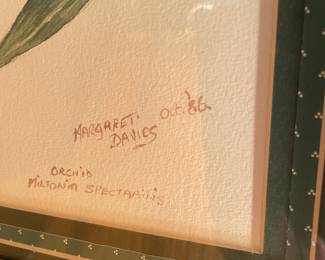 MARGARET Oct. '86
DAVIES
ORCHID
MILTONIA SPECTABILIS